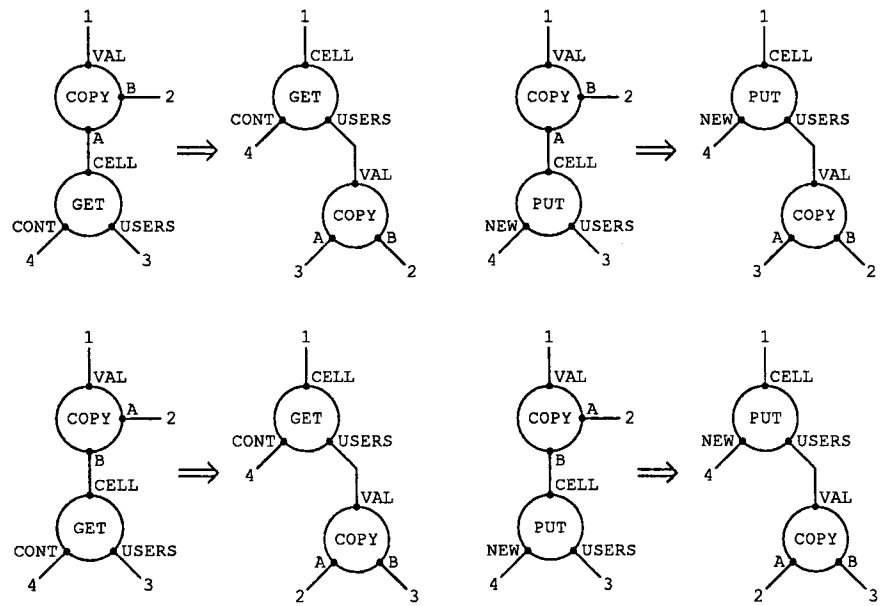 1 1 1 1
VAL CELL VAL CELL
COPY B 2 GET COPY B 2 PUT
A CONT USERS A NEW USERS
CELL 4 CELL 4
GET VAL PUT VAL
CONT USERS COPY NEW USERS COPY
4 3 A B 4 3 A B
3 2 3 2
1 1 1 1
VAL CELL VAL CELL
COPY A 2 GET COPY A 2 PUT
B CONT USERS B NEW USERS
CELL 4 CELL 4
GET VAL PUT VAL
CONT USERS COPY NEW USERS COPY
4 3 A B 4 3 A B
2 3 2 3